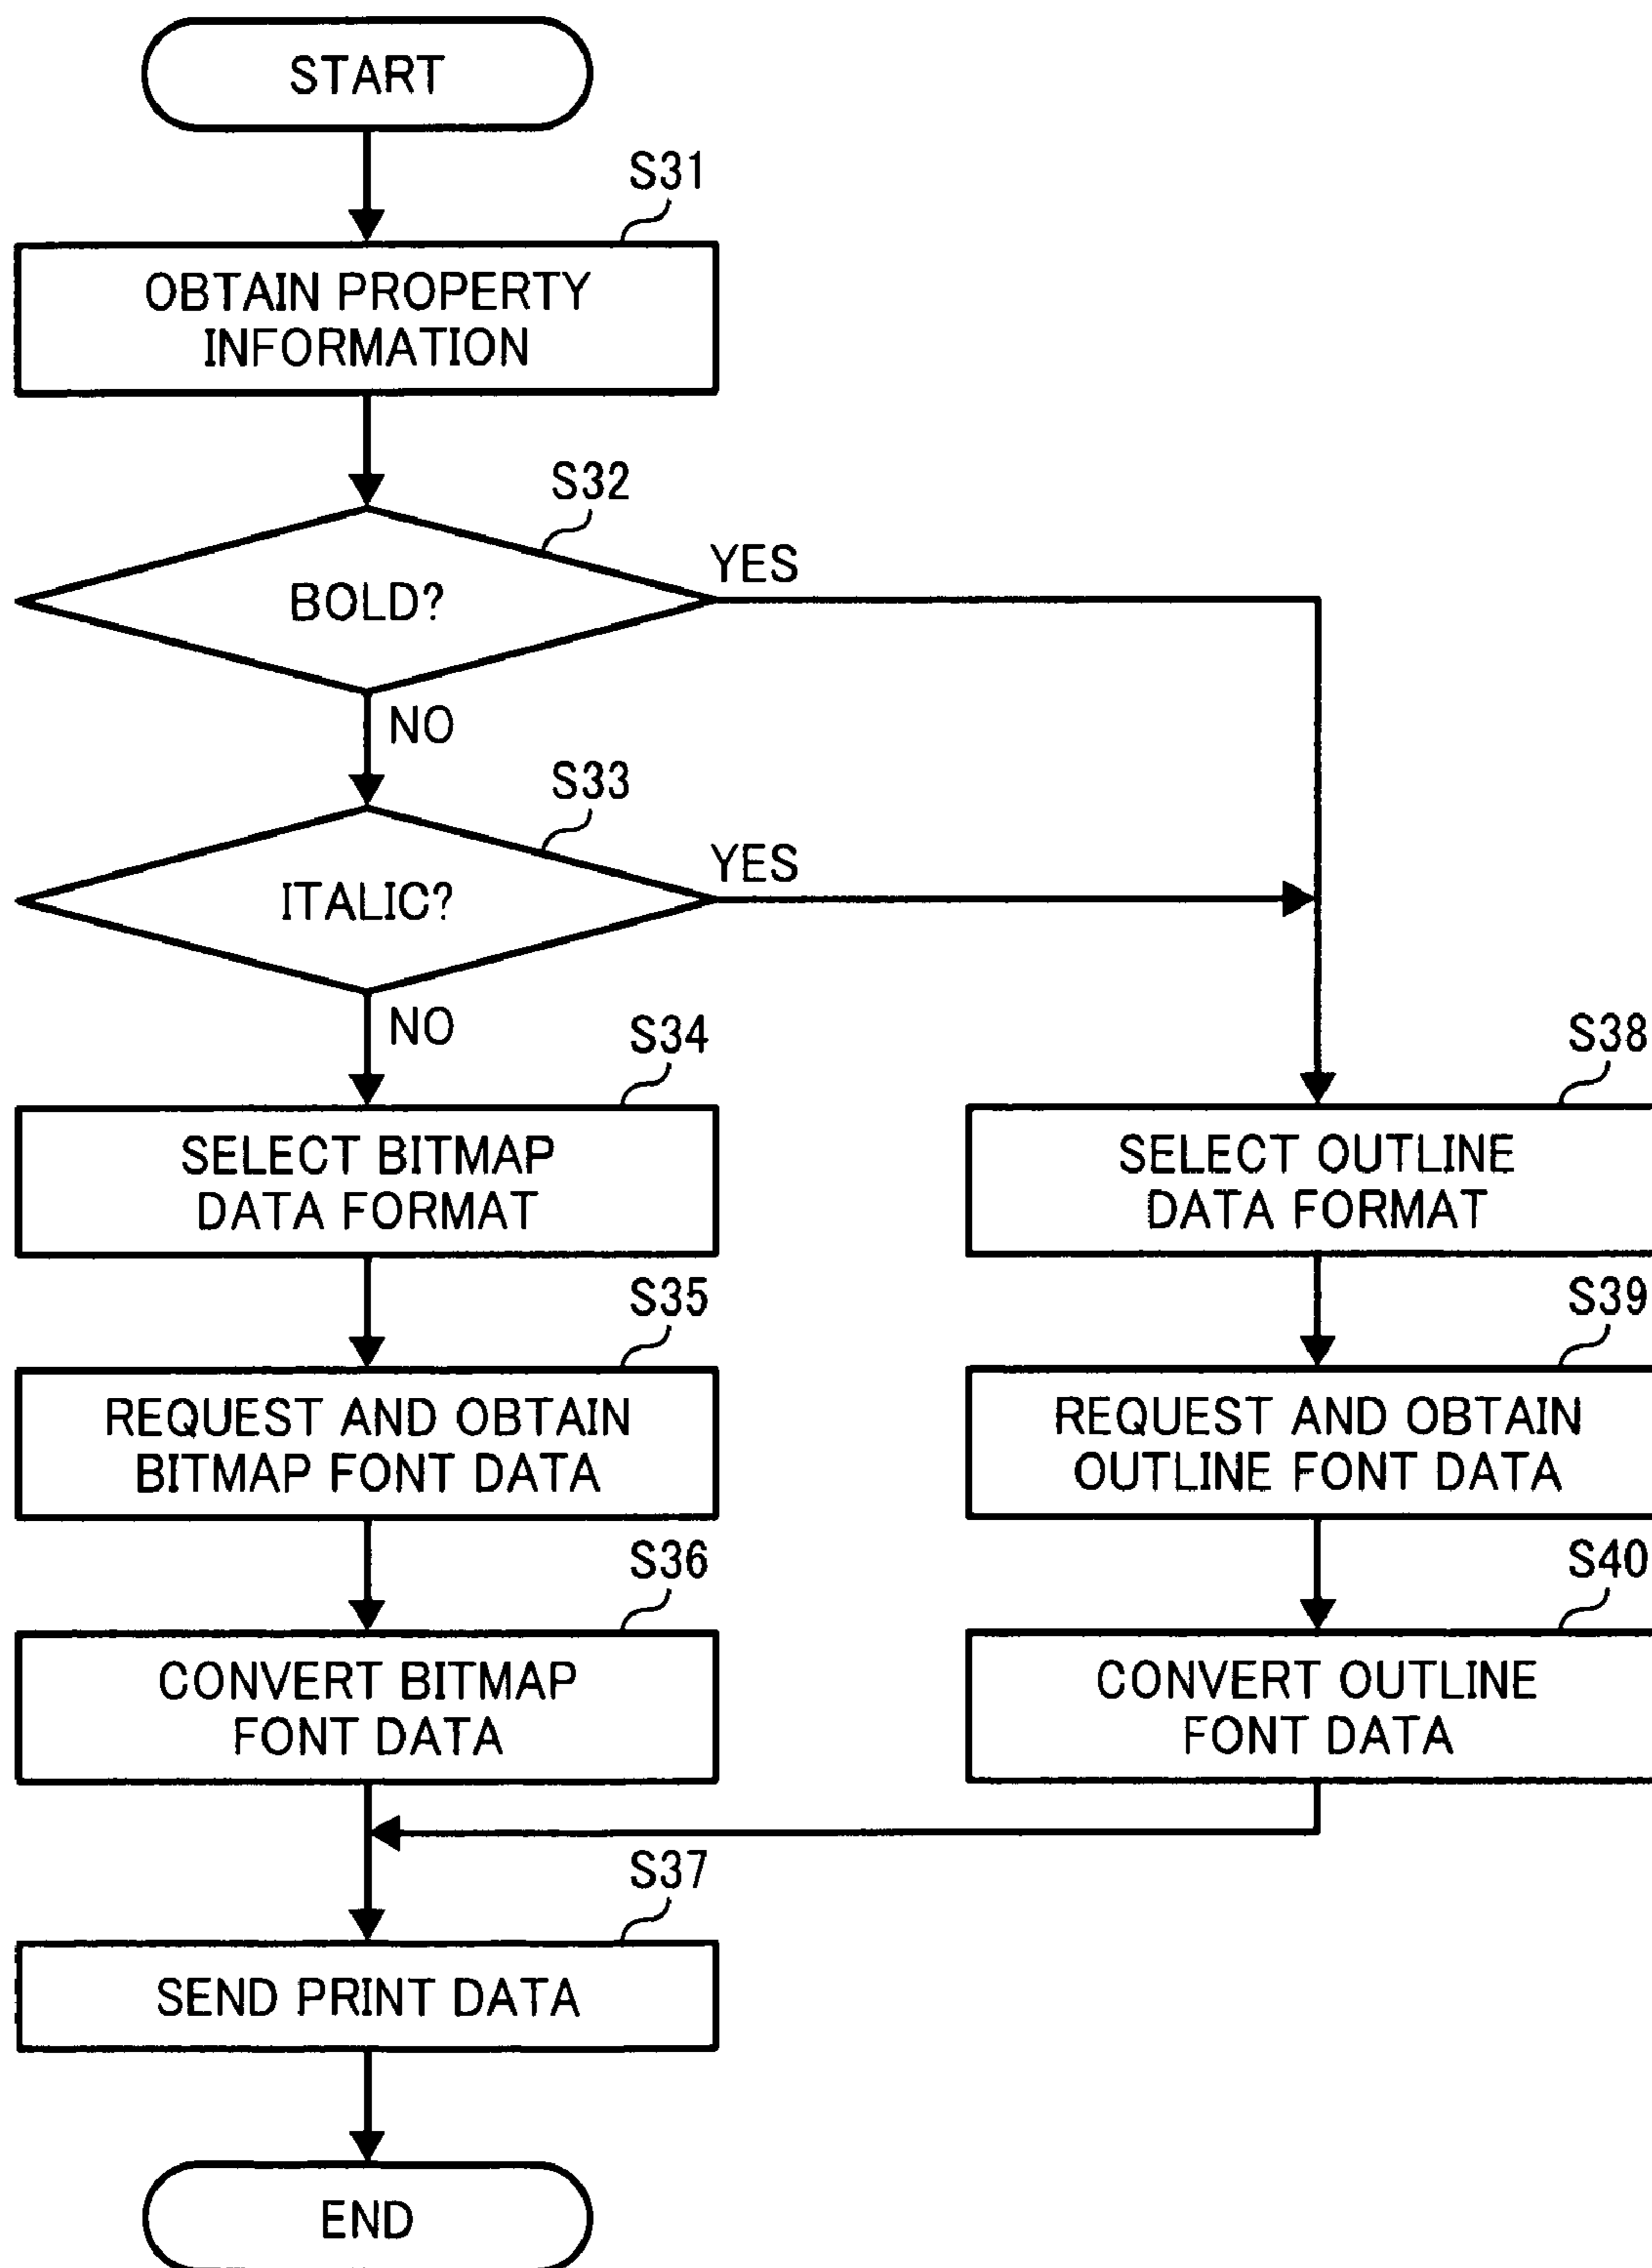 START
S31
OBTAIN PROPERTY
INFORMATION
S32
BOLD?
YES
NO
S33
ITALIC?
YES
NO
S34
SELECT BITMAP
DATA FORMAT
S38
SELECT OUTLINE
DATA FORMAT
S35
REQUEST AND OBTAIN
BITMAP FONT DATA
S39
REQUEST AND OBTAIN
OUTLINE FONT DATA
S36
CONVERT BITMAP
FONT DATA
S40
CONVERT OUTLINE
FONT DATA
S37
SEND PRINT DATA
END